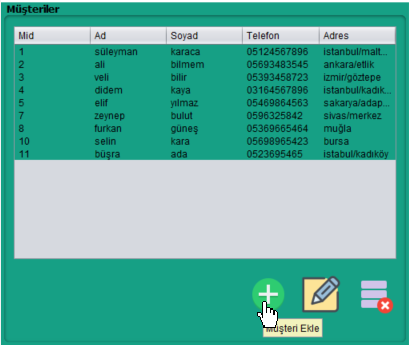 Müşteriler
Mid Ad Soyad Telefon Adres
1 süleyman karaca 05124567896 istanbul/malt...
2 ali bilmem 05693483545 ankara/etlik
3 veli bilir 05393458723 izmir/göztepe
4 didem kaya 03164567896 istanbul/kadık...
5 elif yılmaz 05469864563 sakarya/adap...
7 zeynep bulut 0596325842 sivas/merkez
8 furkan güneş 05369665464 muğla
10 selin kara 05698965423 bursa
11 büşra ada 0523695465 istabul/kadıköy
Müşteri Ekle